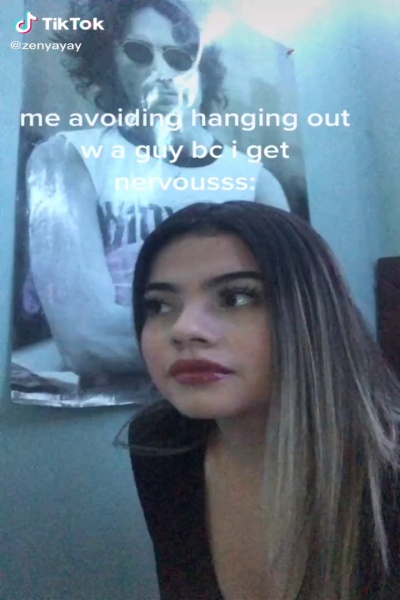 TikTok
@zenyayay
me avoiding hanging out
w a guy bc i get
nervousss: